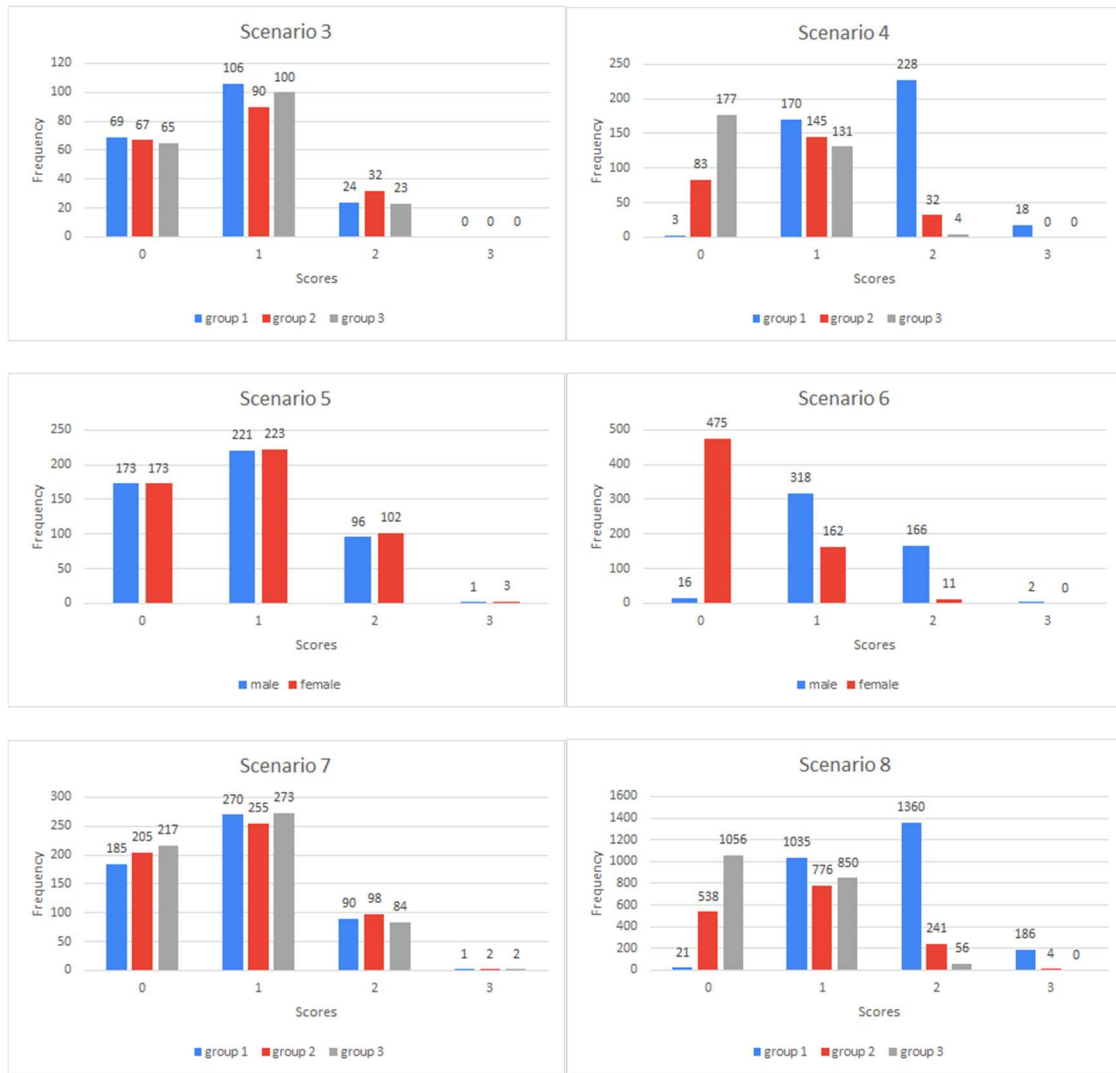 Scenario 3
120
100
80
60
40
20
0
Frequency
69 67 65
106 90 100
24 32 23
0 0 0
0 1 2 3
Scores
group 1 group 2 group 3
Scenario 4
250
200
150
100
50
0
Frequency
3 83 177
170 145 131
228 32 4
18 0 0
0 1 2 3
Scores
group 1 group 2 group 3
Scenario 5
250
200
150
100
50
0
Frequency
173 173
221 223
96 102
1 3
0 1 2 3
Scores
male female
Scenario 6
500
400
300
200
100
0
Frequency
16 475
318 162
166 11
2 0
0 1 2 3
Scores
male female
Scenario 7
300
250
200
150
100
50
0
Frequency
185 205 217
270 255 273
90 98 84
1 2 2
0 1 2 3
Scores
group 1 group 2 group 3
Scenario 8
1600
1400
1200
1000
800
600
400
200
0
Frequency
21 538 1056
1035 776 850
1360 241 56
186 4 0
0 1 2 3
Scores
group 1 group 2 group 3